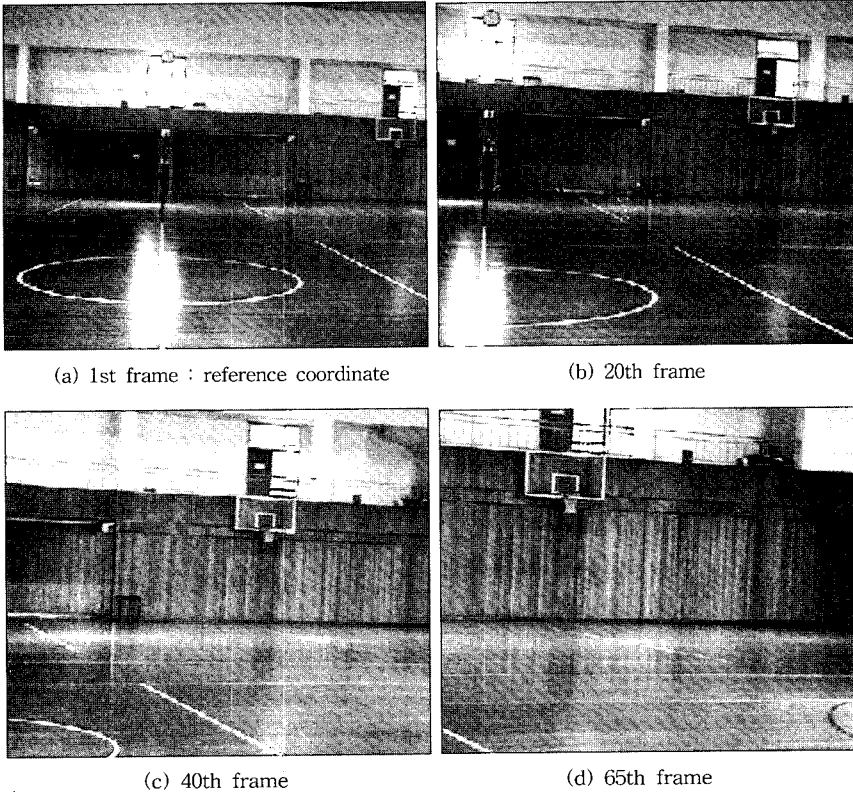 (a) 1st frame : reference coordinate
(b) 20th frame
(c) 40th frame
(d) 65th frame